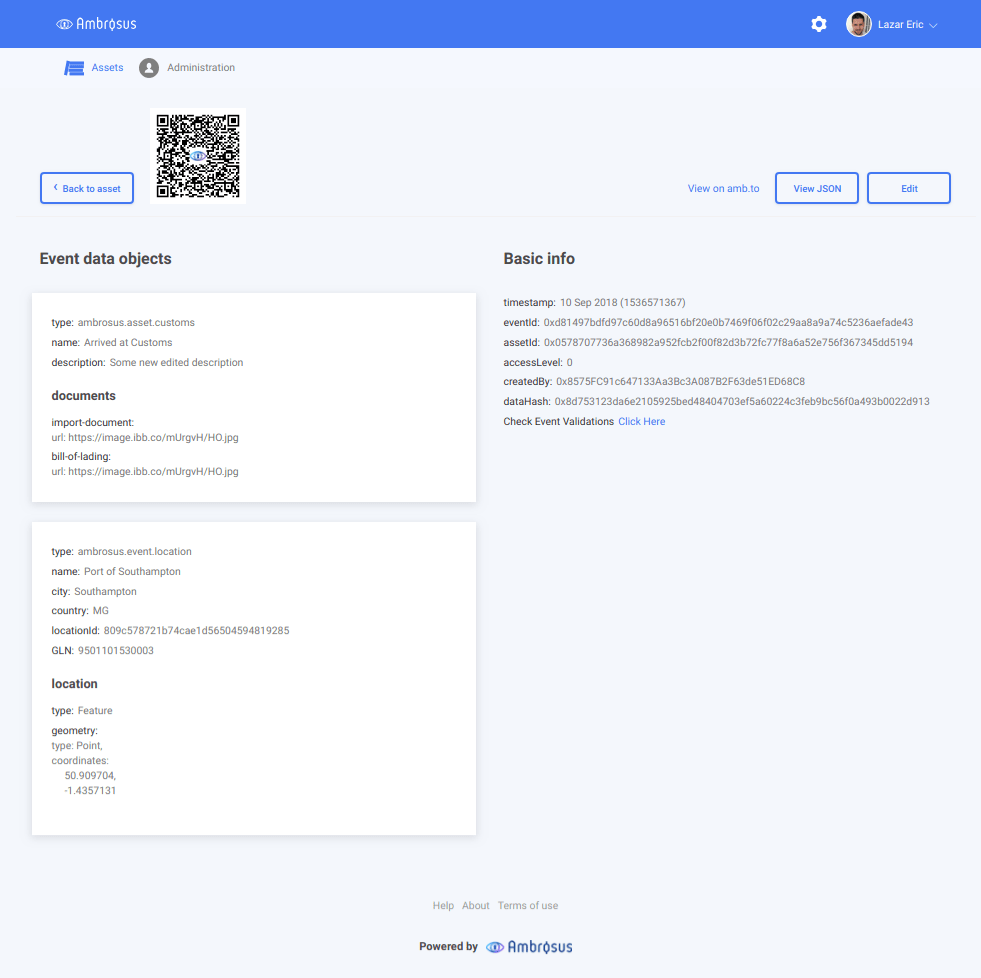 Ambrosus
Lazar Eric
Assets
Administration
Back to asset
View on amb.to
View JSON
Edit
Event data objects
type: ambrosus.asset.customs
name: Arrived at Customs
description: Some new edited description
documents
import-document:
url: https://image.ibb.co/mUrgvH/HO.jpg
bill-of-lading:
url: https://image.ibb.co/mUrgvH/HO.jpg
type: ambrosus.event.location
name: Port of Southampton
city: Southampton
country: MG
locationId: 809c578721b74cae1d56504594819285
GLN: 9501101530003
location
type: Feature
geometry:
type: Point,
coordinates:
50.909704,
-1.4357131
Basic info
timestamp: 10 Sep 2018 (1536571367)
eventId: 0xd81497bdfd97c60d8a96516bf20e0b7469f06f02c29aa8a9a74c5236aefade43
assetId: 0x0578707736a368982a952fcb2f00f82d3b72fc77f8a6a52e756f367345dd5194
accessLevel: 0
createdBy: 0x8575FC91c647133Aa3Bc3A087B2F63de51ED68C8
dataHash: 0x8d753123da6e2105925bed48404703ef5a60224c3feb9bc56f0a493b0022d913
Check Event Validations Click Here
Help About Terms of use
Powered by Ambrosus